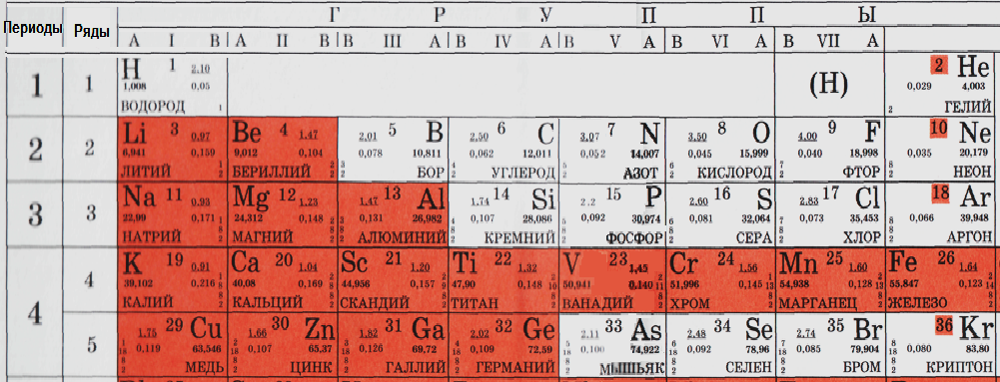 Г Р У П П Ы
Периоды Ряды
A I B A II B B III A B IV A B V A B VI A B VII A
1 1 H 1 2,10 (H) 2 He
1,008 0,05 0,029 4,003
ВОДОРОД 1 2 ГЕЛИЙ
2 2 Li 3 0,97 Be 4 1,47 2,01 5 B 2,50 6 C 3,07 7 N 3,50 8 O 4,00 9 F 10 Ne
6,941 0,159 9,012 0,104 0,078 10,811 0,062 12,011 0,052 14,007 0,045 15,999 0,040 18,998 0,035 20,179
ЛИТИЙ БЕРИЛЛИЙ БОР УГЛЕРОД АЗОТ КИСЛОРОД ФТОР НЕОН
3 3 Na 11 0,93 Mg 12 1,23 1,47 13 Al 1,74 14 Si 2,2 15 P 2,60 16 S 2,83 17 Cl 18 Ar
22,99 0,171 24,312 0,148 0,131 26,982 0,107 28,086 0,092 30,974 0,081 32,064 0,073 35,453 0,066 39,948
НАТРИЙ МАГНИЙ АЛЮМИНИЙ КРЕМНИЙ ФОСФОР СЕРА ХЛОР АРГОН
4 4 K 19 0,91 Ca 20 1,04 Sc 21 1,20 Ti 22 1,32 V 23 1,45 Cr 24 1,56 Mn 25 1,60 Fe 26 1,64
39,102 0,216 40,08 0,169 44,956 0,157 47,90 0,148 50,941 0,140 51,996 0,145 54,938 0,128 55,847 0,123
КАЛИЙ КАЛЬЦИЙ СКАНДИЙ ТИТАН ВАНАДИЙ ХРОМ МАРГАНЕЦ ЖЕЛЕЗО
5 1,75 29 Cu 1,66 30 Zn 1,82 31 Ga 2,02 32 Ge 2,11 33 As 2,48 34 Se 2,74 35 Br 36 Kr
0,119 63,546 0,107 65,37 0,126 69,72 0,109 72,59 0,100 74,922 0,092 78,96 0,085 79,904 0,080 83,80
МЕДЬ ЦИНК ГАЛЛИЙ ГЕРМАНИЙ МЫШЬЯК СЕЛЕН БРОМ КРИПТОН